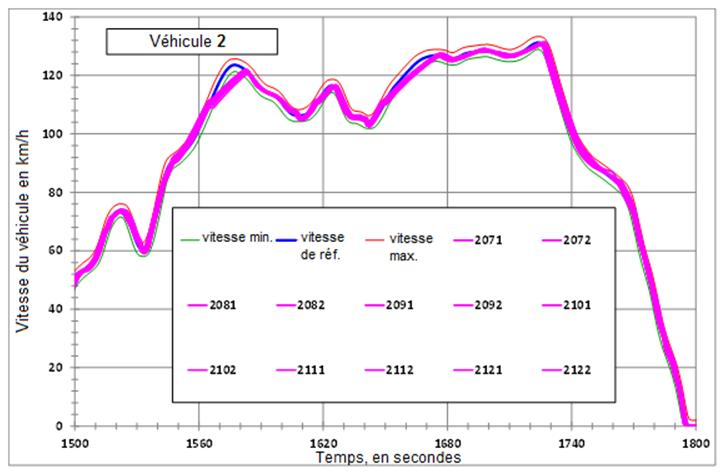 140
Véhicule 2
120
100
80
60
40
20
0
Vitesse du véhicule en km/h
vitesse min. vitesse de réf. vitesse max. 2071 2072
2081 2082 2091 2092 2101
2102 2111 2112 2121 2122
1500 1560 1620 1680 1740 1800
Temps, en secondes